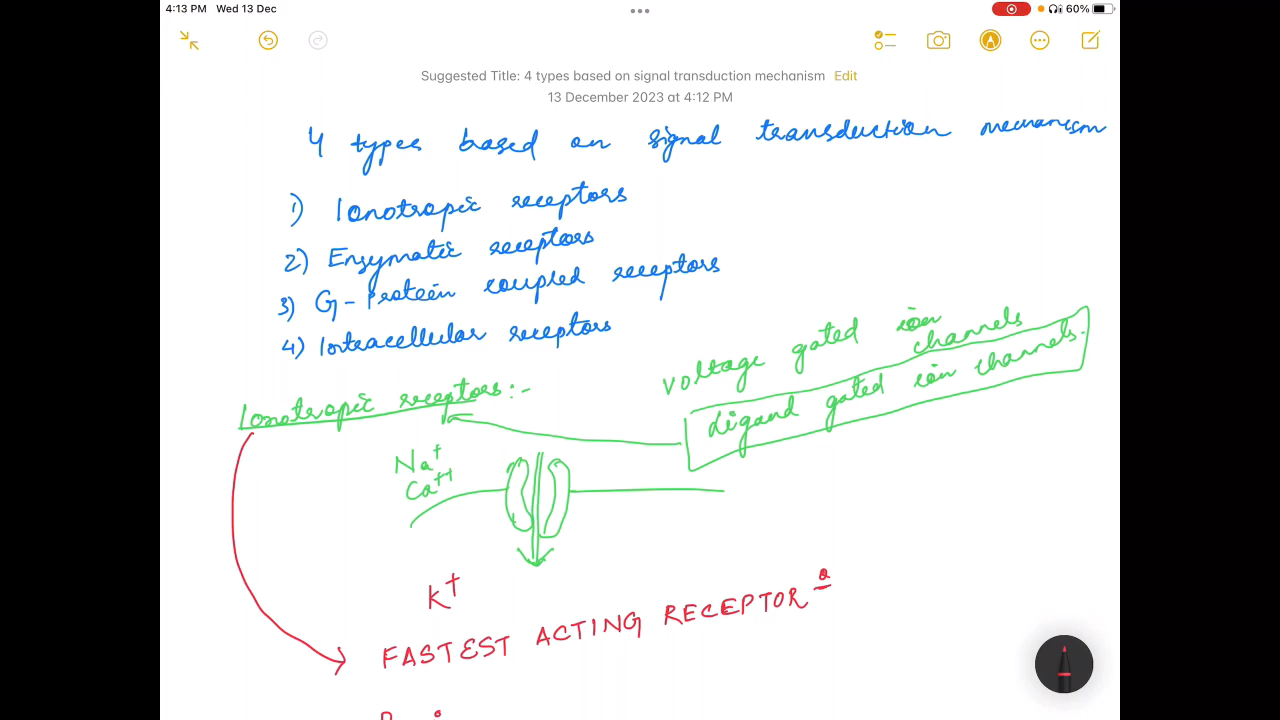 4:13 PM Wed 13 Dec
60%
Suggested Title: 4 types based on signal transduction mechanism Edit
13 December 2023 at 4:12 PM
4 types based on signal transduction mechanism
1) Ionotropic receptors
2) Enzymatic receptors
3) G-Protein coupled receptors
4) Intracellular receptors
voltage gated ion channels
Ligand gated ion channels.
Ionotropic receptors:-
Na+
Ca++
K+
FASTEST ACTING RECEPTOR